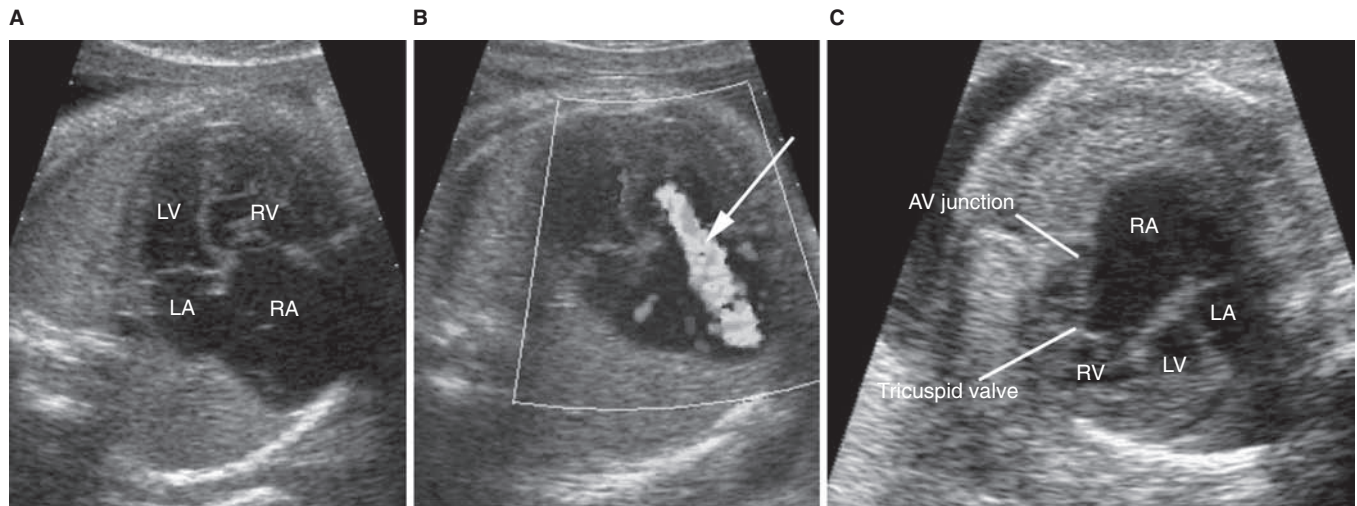 A
B
C
LV
RV
LA
RA
AV junction
RA
LA
LV
RV
Tricuspid valve